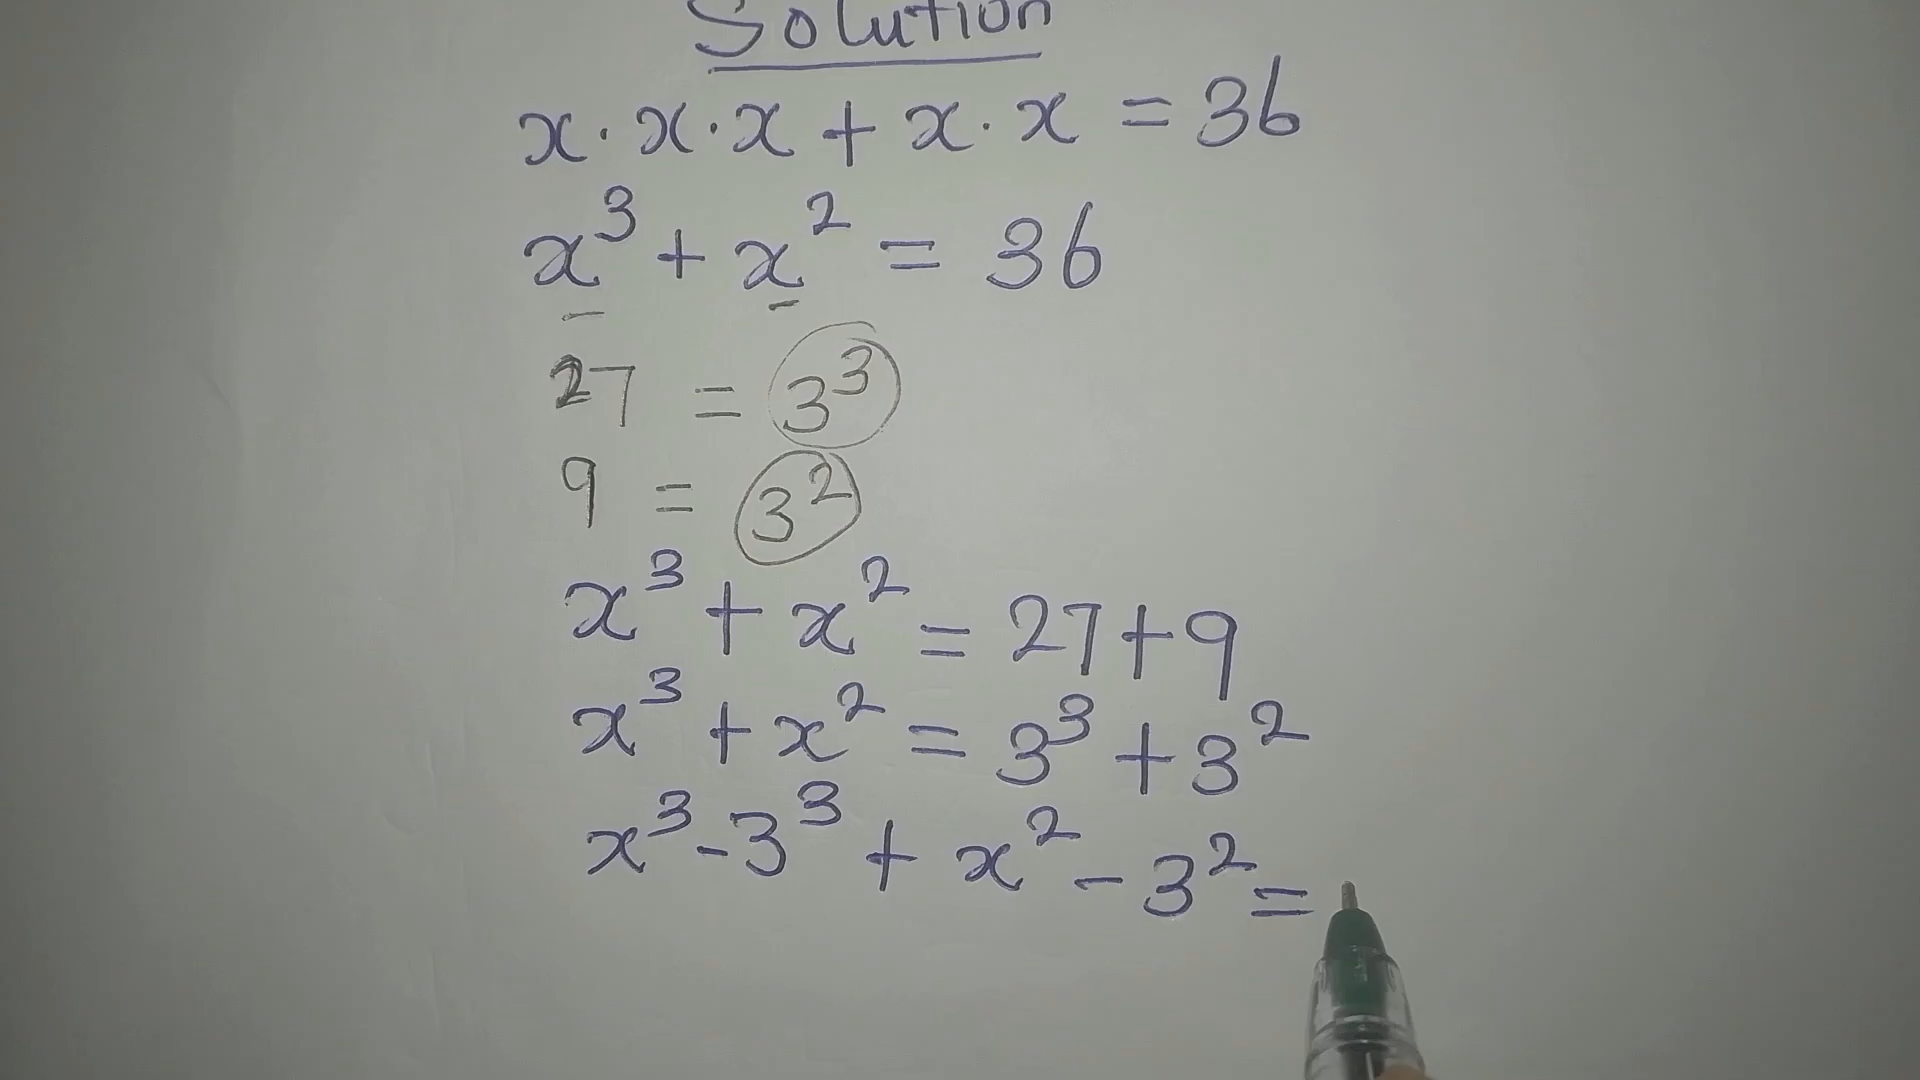 Solution
x·x·x + x·x = 36
x³ + x² = 36
27 = 3³
9 = 3²
x³ + x² = 27+9
x³ + x² = 3³ + 3²
x³ - 3³ + x² - 3² =